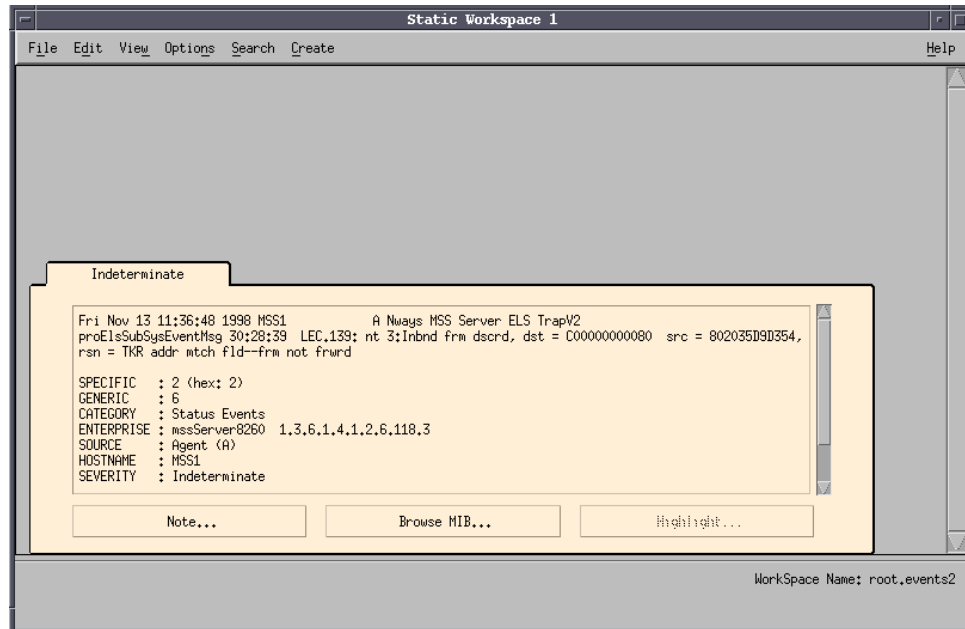 Static Workspace 1
File Edit View Options Search Create Help
Indeterminate
Fri Nov 13 11:36:48 1998 MSS1 A Nways MSS Server ELS TrapV2
proElsSubSysEventMsg 30:28:39 LEC.139: nt 3:Inbnd frm dscrd, dst = C00000000080 src = 802035D9D354,
rsn = TKR addr mtch fld--frm not frwrd
SPECIFIC : 2 (hex: 2)
GENERIC : 6
CATEGORY : Status Events
ENTERPRISE : mssServer8260 1.3.6.1.4.1.2.6.118.3
SOURCE : Agent (A)
HOSTNAME : MSS1
SEVERITY : Indeterminate
Note... Browse MIB... Highlight...
WorkSpace Name: root.events2